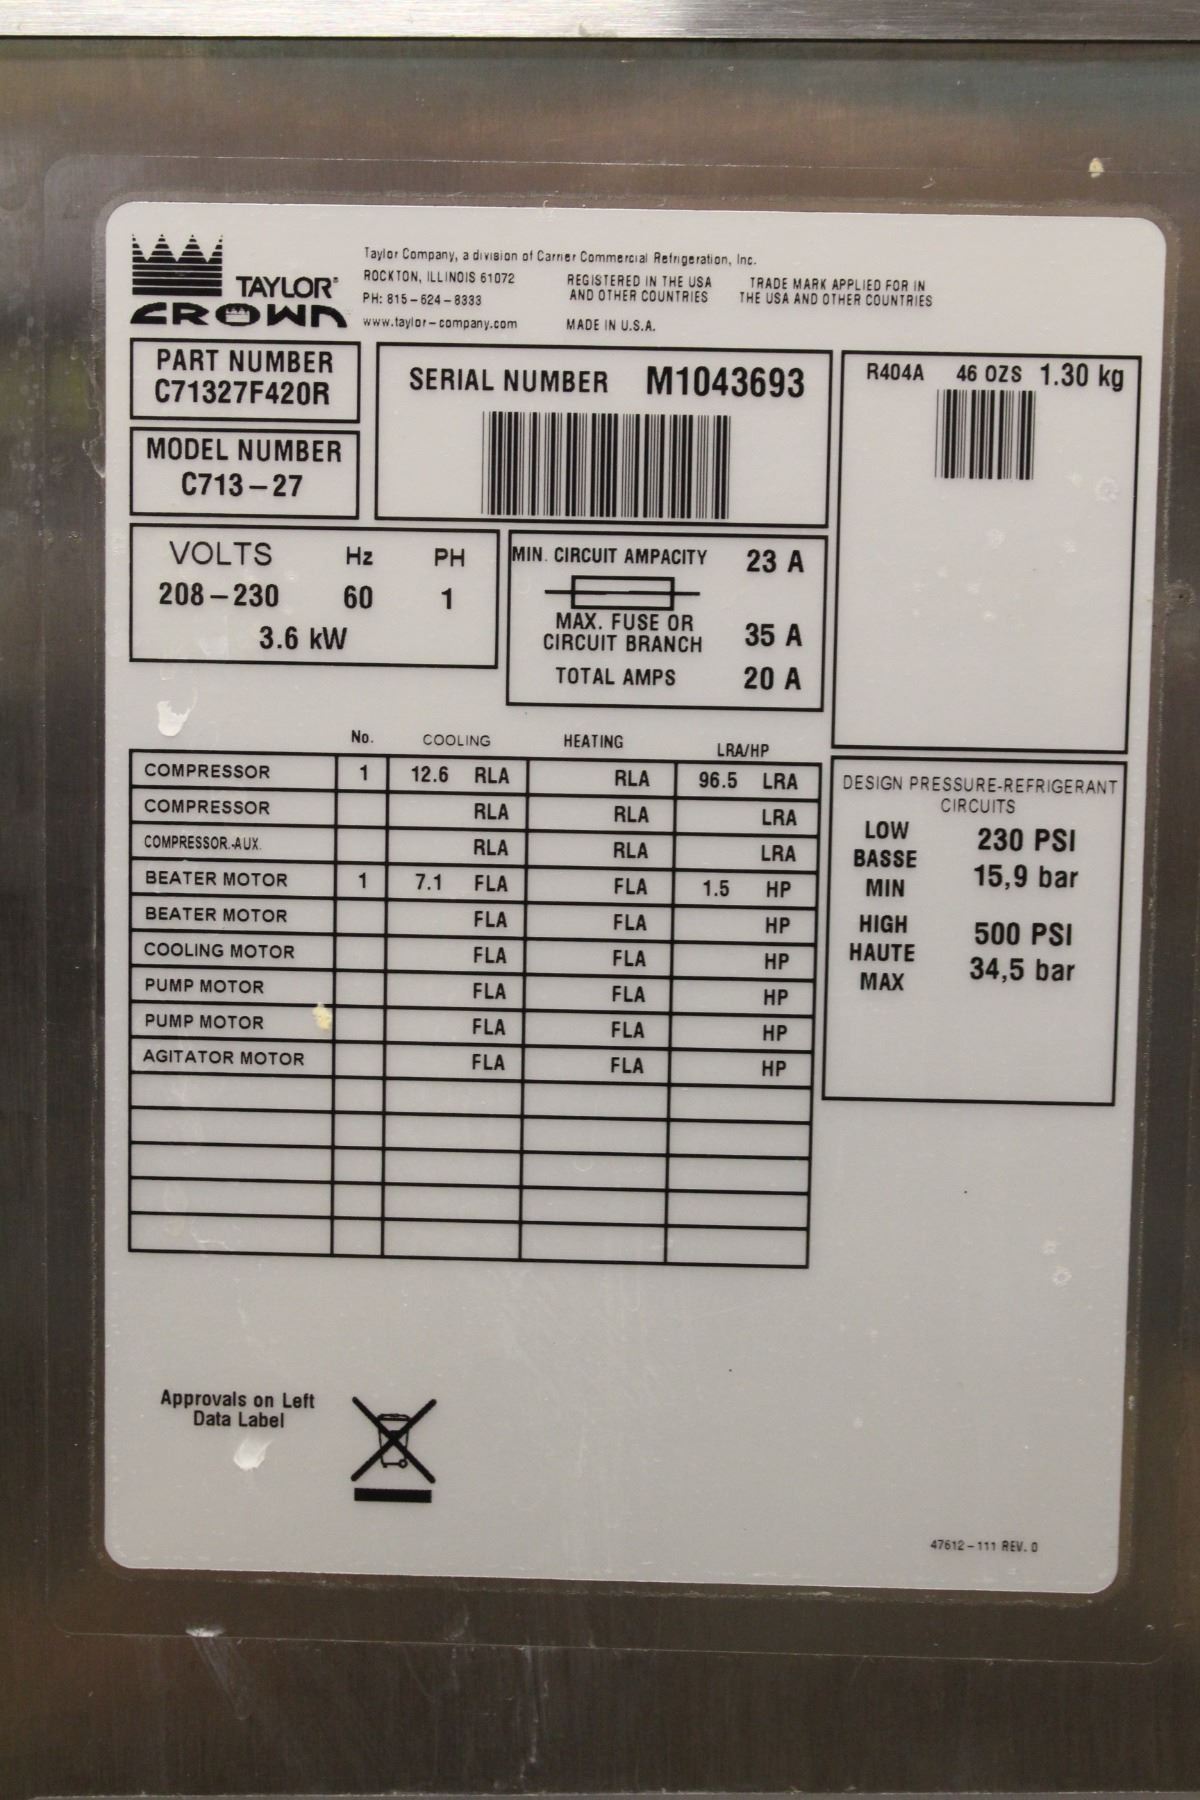 TAYLOR®
CROWN
Taylor Company, a division of Carrier Commercial Refrigeration, Inc.
ROCKTON, ILLINOIS 61072
PH: 815-624-8333
www.taylor-company.com
REGISTERED IN THE USA
AND OTHER COUNTRIES
MADE IN U.S.A.
TRADE MARK APPLIED FOR IN
THE USA AND OTHER COUNTRIES
PART NUMBER
C71327F420R
MODEL NUMBER
C713-27
SERIAL NUMBER M1043693
R404A 46 OZS 1.30 kg
VOLTS Hz PH
208-230 60 1
3.6 kW
MIN. CIRCUIT AMPACITY 23 A
MAX. FUSE OR
CIRCUIT BRANCH 35 A
TOTAL AMPS 20 A
No. COOLING HEATING LRA/HP
COMPRESSOR 1 12.6 RLA RLA 96.5 LRA
COMPRESSOR RLA RLA LRA
COMPRESSOR.-AUX. RLA RLA LRA
BEATER MOTOR 1 7.1 FLA FLA 1.5 HP
BEATER MOTOR FLA FLA HP
COOLING MOTOR FLA FLA HP
PUMP MOTOR FLA FLA HP
PUMP MOTOR FLA FLA HP
AGITATOR MOTOR FLA FLA HP
DESIGN PRESSURE-REFRIGERANT
CIRCUITS
LOW
BASSE
MIN
230 PSI
15,9 bar
HIGH
HAUTE
MAX
500 PSI
34,5 bar
Approvals on Left
Data Label
47612-111 REV. D